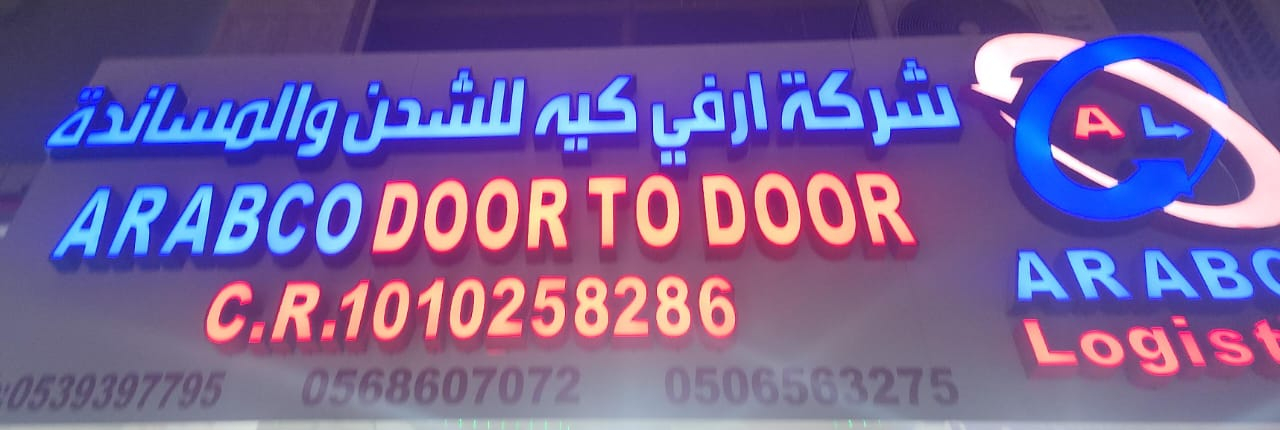 شركة ارفي كيه للشحن والمساندة
ARABCO DOOR TO DOOR
C.R.1010258286
:0539397795 0568607072 0506563275
A L
ARABC
Logist